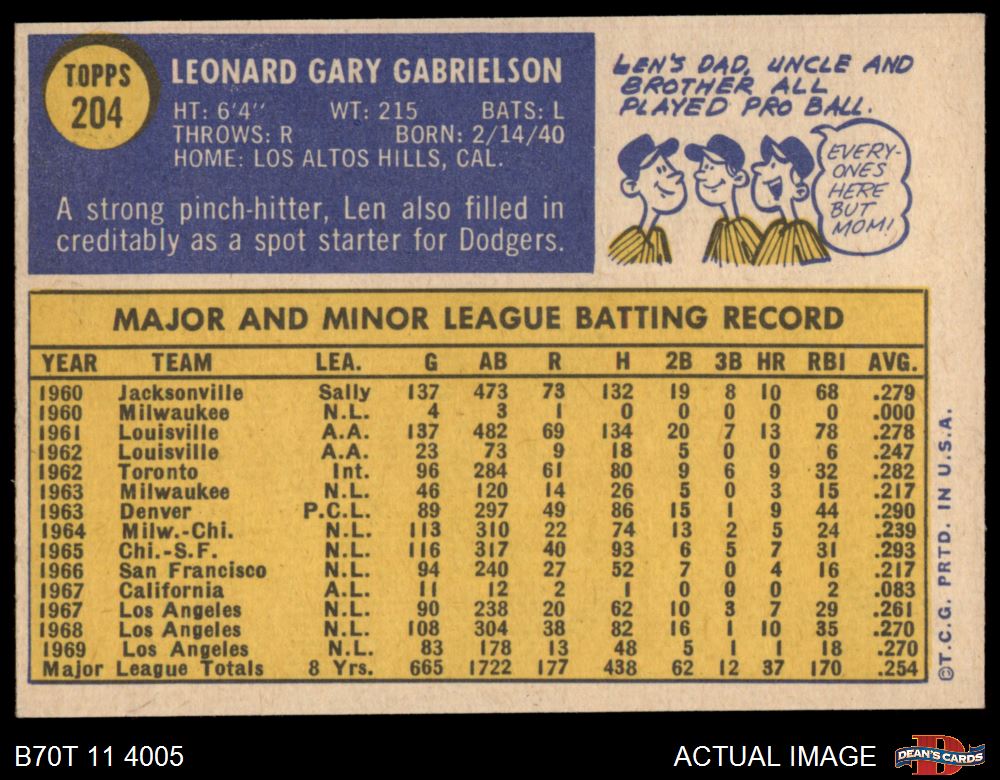 TOPPS
204
LEONARD GARY GABRIELSON
HT: 6'4" WT: 215 BATS: L
THROWS: R BORN: 2/14/40
HOME: LOS ALTOS HILLS, CAL.
A strong pinch-hitter, Len also filled in
creditably as a spot starter for Dodgers.
LEN'S DAD, UNCLE AND
BROTHER ALL
PLAYED PRO BALL.
EVERY-
ONES
HERE
BUT
MOM!
MAJOR AND MINOR LEAGUE BATTING RECORD
YEAR TEAM LEA. G AB R H 2B 3B HR RBI AVG.
1960 Jacksonville Sally 137 473 73 132 19 8 10 68 .279
1960 Milwaukee N.L. 4 3 1 0 0 0 0 0 .000
1961 Louisville A.A. 137 482 69 134 20 7 13 78 .278
1962 Louisville A.A. 23 73 9 18 5 0 0 6 .247
1962 Toronto Int. 96 284 61 80 9 6 9 32 .282
1963 Milwaukee N.L. 46 120 14 26 5 0 3 15 .217
1963 Denver P.C.L. 89 297 49 86 15 1 9 44 .290
1964 Milw.-Chi. N.L. 113 310 22 74 13 2 5 24 .239
1965 Chi.-S.F. N.L. 116 317 40 93 6 5 7 31 .293
1966 San Francisco N.L. 94 240 27 52 7 0 4 16 .217
1967 California A.L. 11 12 2 1 0 0 0 2 .083
1967 Los Angeles N.L. 90 238 20 62 10 3 7 29 .261
1968 Los Angeles N.L. 108 304 38 82 16 1 10 35 .270
1969 Los Angeles N.L. 83 178 13 48 5 1 1 18 .270
Major League Totals 8 Yrs. 665 1722 177 438 62 12 37 170 .254
©T.C.G. PRTD. IN U.S.A.
B70T 11 4005
ACTUAL IMAGE
DEAN'S CARDS